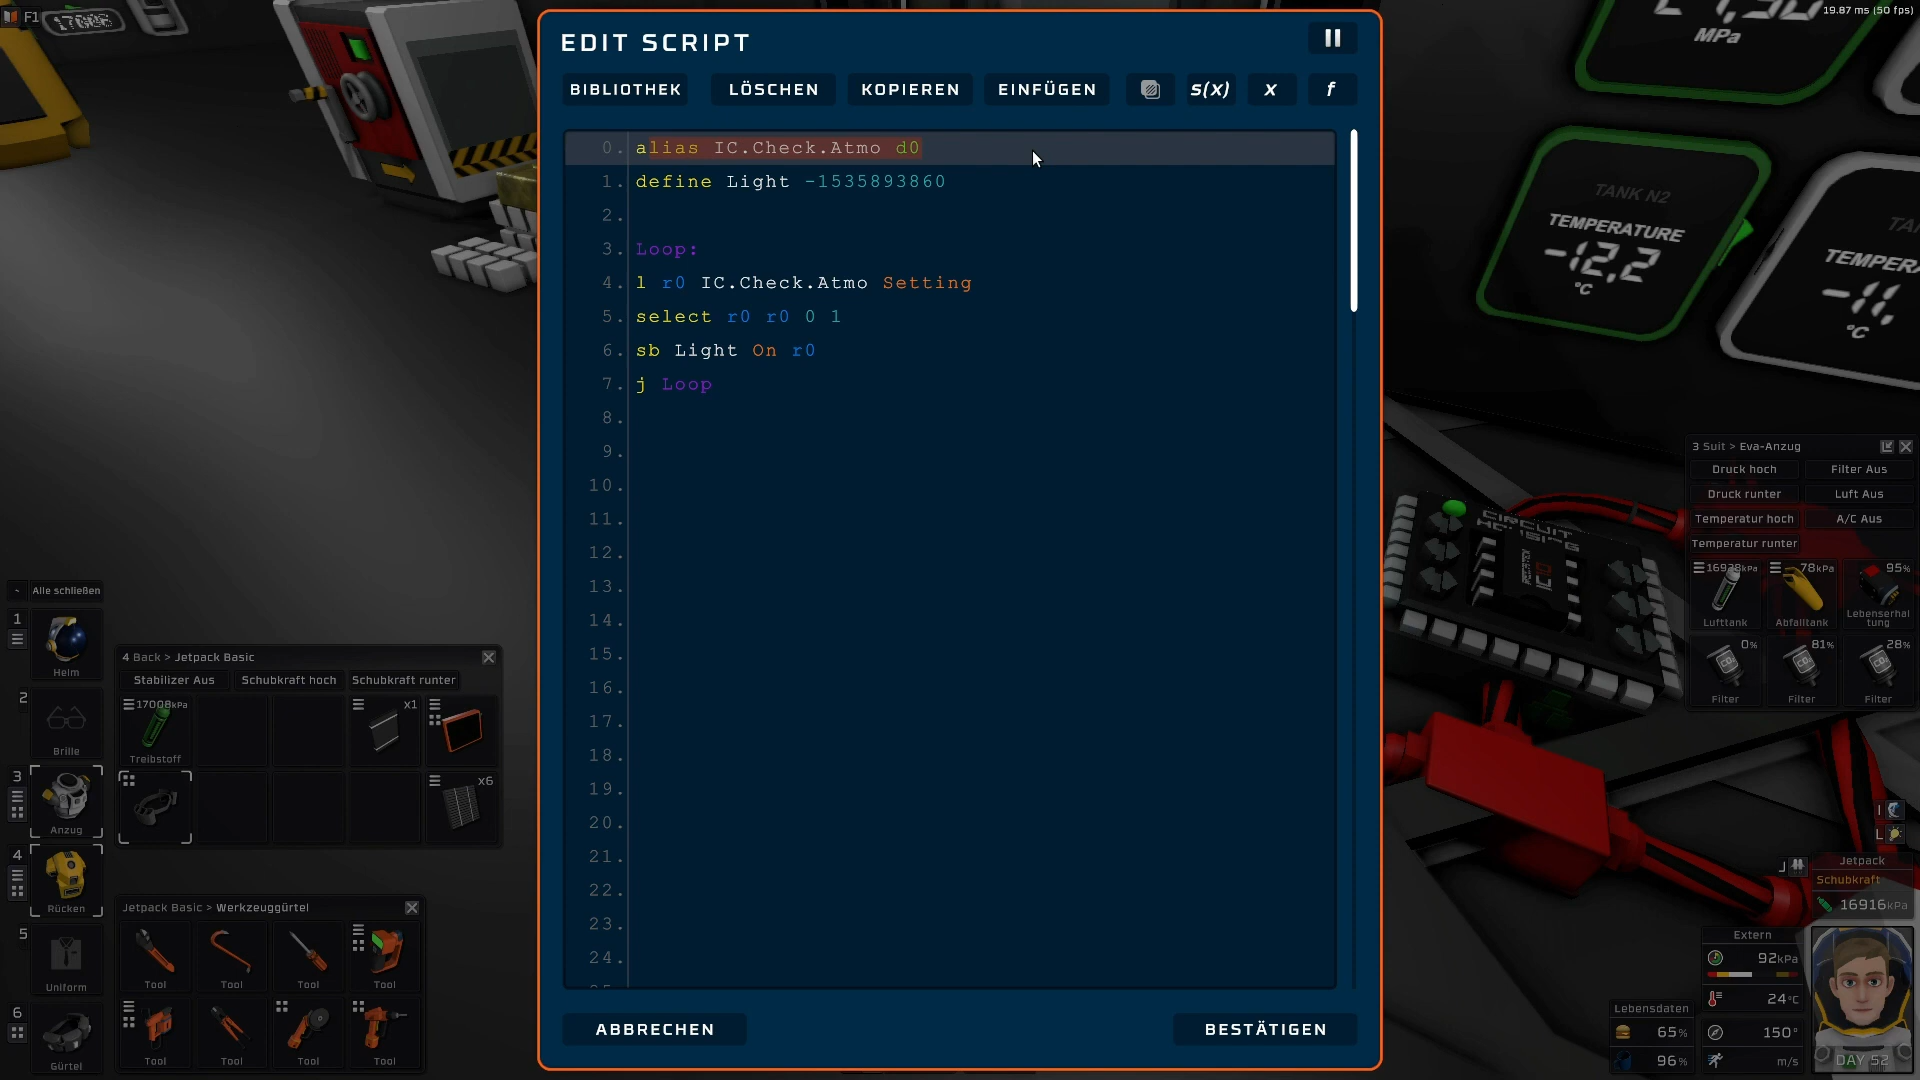 F1
17006
19.87 ms (50 fps)
EDIT SCRIPT
BIBLIOTHEK LÖSCHEN KOPIEREN EINFÜGEN s(x) x f
0. alias IC.Check.Atmo d0
1. define Light -1535893860
2.
3. Loop:
4. l r0 IC.Check.Atmo Setting
5. select r0 r0 0 1
6. sb Light On r0
7. j Loop
8.
9.
10.
11.
12.
13.
14.
15.
16.
17.
18.
19.
20.
21.
22.
23.
24.
ABBRECHEN BESTÄTIGEN
MPa
TANK N2
TEMPERATURE
-12,2
°C
TEMPERA
-11,
°C
CIRCUIT
3 Suit > Eva-Anzug
Druck hoch Filter Aus
Druck runter Luft Aus
Temperatur hoch A/C Aus
Temperatur runter
16928kPa 78kPa 95%
Lufttank Abfalltank Lebenserhaltung
0% 81% 28%
Filter Filter Filter
~ Alle schließen
1
Helm
2
Brille
3
Anzug
4
Rücken
5
Uniform
6
Gürtel
4 Back > Jetpack Basic
Stabilizer Aus Schubkraft hoch Schubkraft runter
17008kPa x1
Treibstoff
x6
Jetpack Basic > Werkzeuggürtel
Tool Tool Tool Tool
Tool Tool Tool Tool
I
L
J
Jetpack
Schubkraft
16916kPa
Extern
92kPa
24°C
Lebensdaten
65% 150°
96% m/s
DAY 52